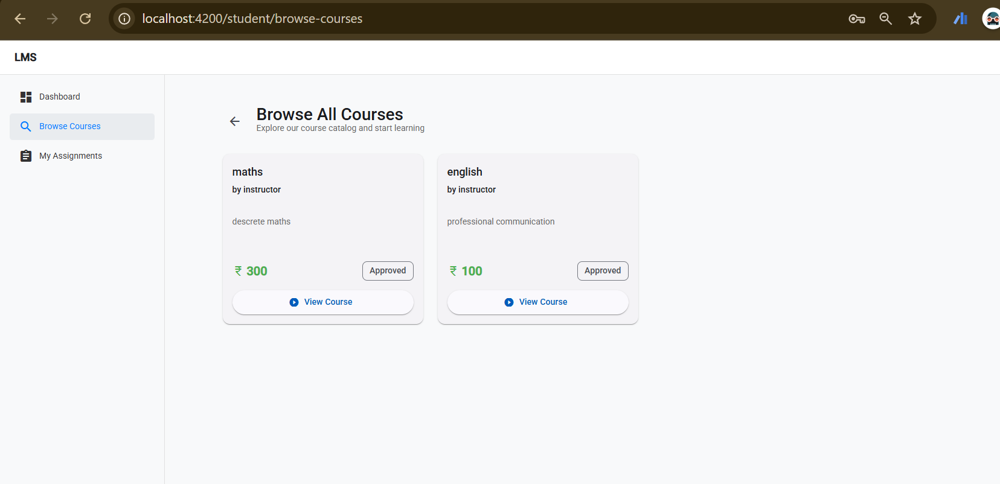 localhost:4200/student/browse-courses
LMS
Dashboard
Browse Courses
My Assignments
Browse All Courses
Explore our course catalog and start learning
maths
by instructor
descrete maths
₹ 300
Approved
View Course
english
by instructor
professional communication
₹ 100
Approved
View Course